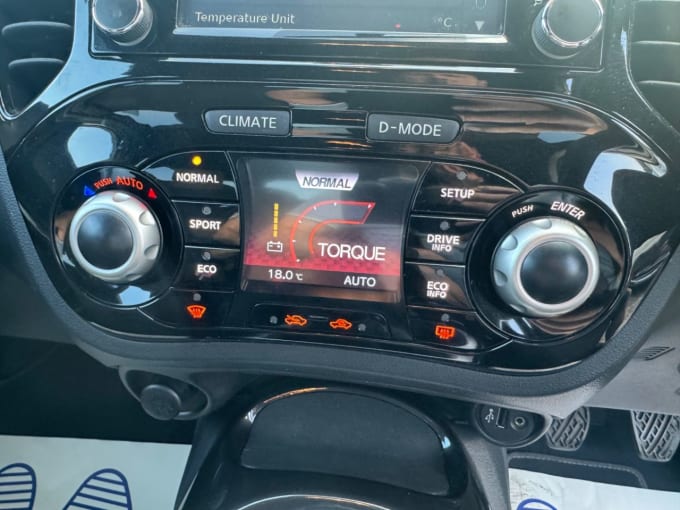 Temperature Unit °C
CLIMATE D-MODE
PUSH AUTO
NORMAL
SPORT
ECO
NORMAL
TORQUE
18.0 °C AUTO
SETUP
DRIVE
INFO
ECO
INFO
PUSH ENTER